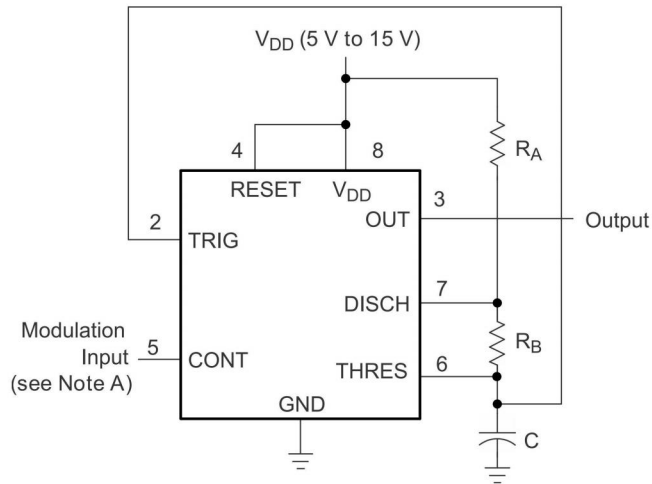 V_DD (5 V to 15 V)
4
8
R_A
RESET
V_DD
3
2
OUT
Output
TRIG
7
DISCH
Modulation
Input
(see Note A)
5
CONT
R_B
6
THRES
GND
C